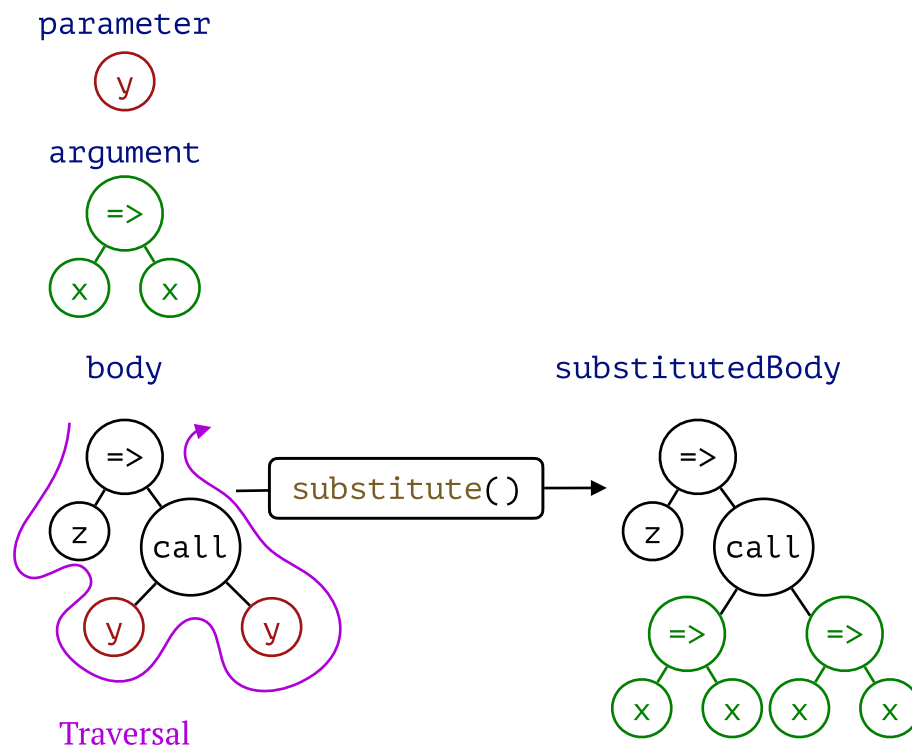 parameter
y
argument
=>
x x
body substitutedBody
=> =>
substitute()
z z
call call
y y => =>
x x x x
Traversal